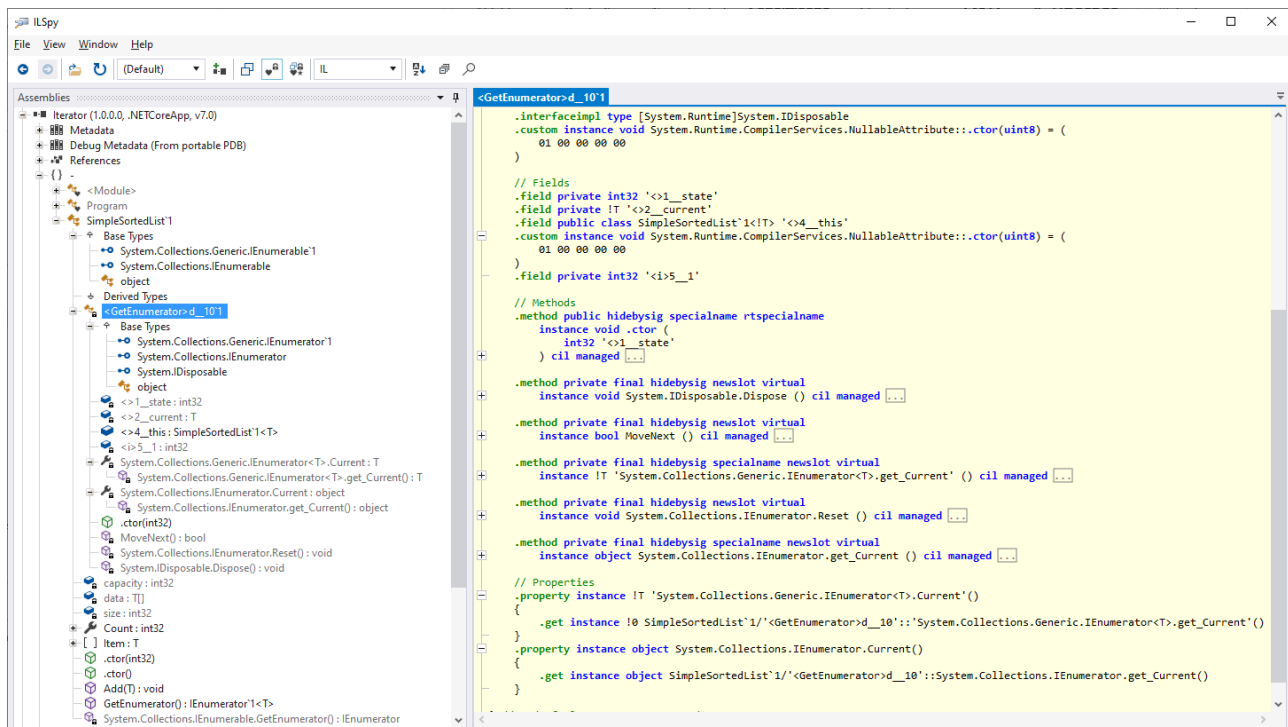 ILSpy
File View Window Help
(Default) IL
Assemblies
Iterator (1.0.0.0, .NETCoreApp, v7.0)
Metadata
Debug Metadata (From portable PDB)
References
{ } -
<Module>
Program
SimpleSortedList`1
Base Types
System.Collections.Generic.IEnumerable`1
System.Collections.IEnumerable
object
Derived Types
<GetEnumerator>d__10`1
Base Types
System.Collections.Generic.IEnumerator`1
System.Collections.IEnumerator
System.IDisposable
object
<>1__state : int32
<>2__current : T
<>4__this : SimpleSortedList`1<T>
<i>5__1 : int32
System.Collections.Generic.IEnumerator<T>.Current : T
System.Collections.Generic.IEnumerator<T>.get_Current() : T
System.Collections.IEnumerator.Current : object
System.Collections.IEnumerator.get_Current() : object
.ctor(int32)
MoveNext() : bool
System.Collections.IEnumerator.Reset() : void
System.IDisposable.Dispose() : void
capacity : int32
data : T[]
size : int32
Count : int32
[ ] Item : T
.ctor(int32)
.ctor()
Add(T) : void
GetEnumerator() : IEnumerator`1<T>
System.Collections.IEnumerable.GetEnumerator() : IEnumerator
<GetEnumerator>d__10`1
.interfaceimpl type [System.Runtime]System.IDisposable
.custom instance void System.Runtime.CompilerServices.NullableAttribute::.ctor(uint8) = (
01 00 00 00 00
)
// Fields
.field private int32 '<>1__state'
.field private !T '<>2__current'
.field public class SimpleSortedList`1<!T> '<>4__this'
.custom instance void System.Runtime.CompilerServices.NullableAttribute::.ctor(uint8) = (
01 00 00 00 00
)
.field private int32 '<i>5__1'
// Methods
.method public hidebysig specialname rtspecialname
instance void .ctor (
int32 '<>1__state'
) cil managed ...
.method private final hidebysig newslot virtual
instance void System.IDisposable.Dispose () cil managed ...
.method private final hidebysig newslot virtual
instance bool MoveNext () cil managed ...
.method private final hidebysig specialname newslot virtual
instance !T 'System.Collections.Generic.IEnumerator<T>.get_Current' () cil managed ...
.method private final hidebysig newslot virtual
instance void System.Collections.IEnumerator.Reset () cil managed ...
.method private final hidebysig specialname newslot virtual
instance object System.Collections.IEnumerator.get_Current () cil managed ...
// Properties
.property instance !T 'System.Collections.Generic.IEnumerator<T>.Current'()
{
.get instance !0 SimpleSortedList`1/'<GetEnumerator>d__10'::'System.Collections.Generic.IEnumerator<T>.get_Current'()
}
.property instance object System.Collections.IEnumerator.Current()
{
.get instance object SimpleSortedList`1/'<GetEnumerator>d__10'::System.Collections.IEnumerator.get_Current()
}